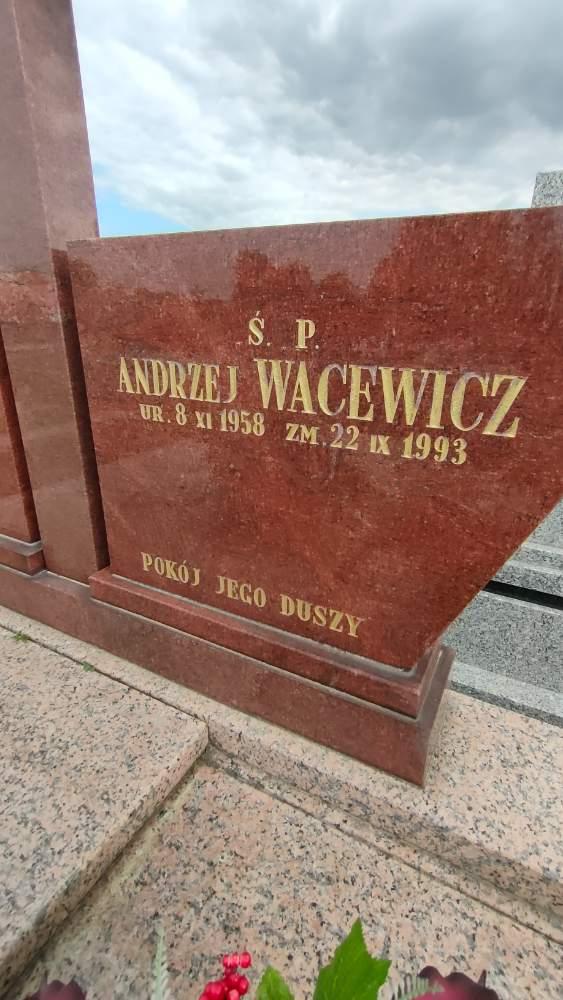 Ś. P.
ANDRZEJ WACEWICZ
UR. 8 XI 1958 ZM. 22 IX 1993
POKÓJ JEGO DUSZY